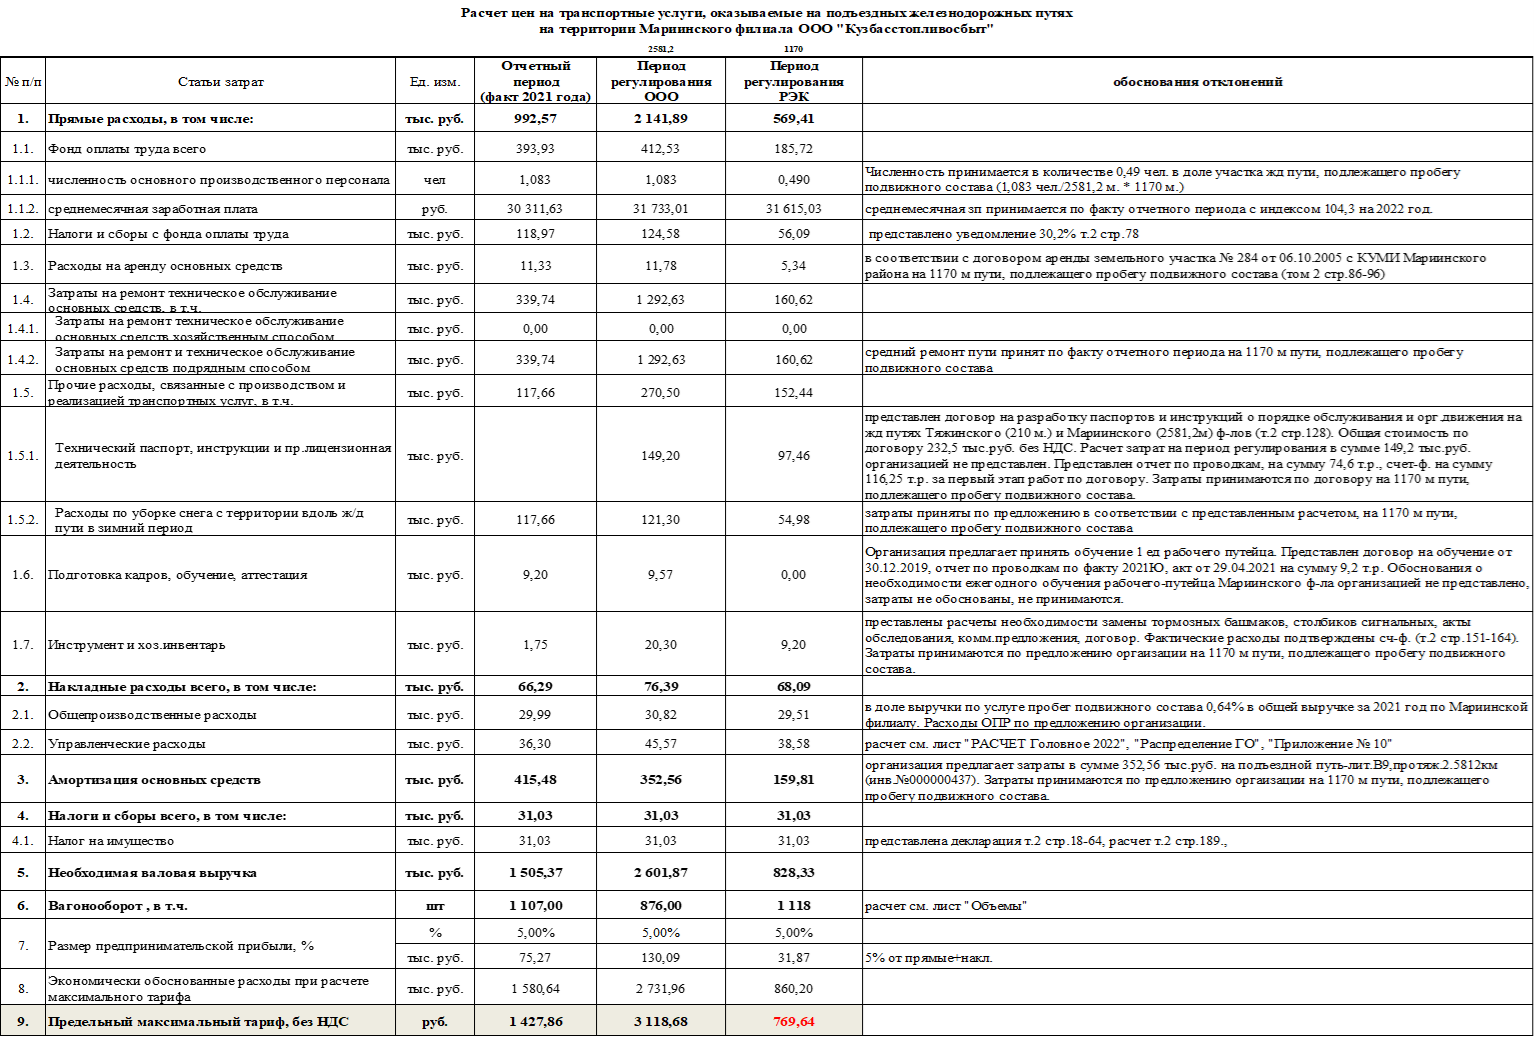 Расчет цен на транспортные услуги, оказываемые на подъездных железнодорожных путях
на территории Мариинского филиала ООО "Кузбасстопливосбыт"
2581,2 1170
№ п/п Статьи затрат Ед. изм. Отчетный период (факт 2021 года) Период регулирования ООО Период регулирования РЭК обоснования отклонений
1. Прямые расходы, в том числе: тыс. руб. 992,57 2 141,89 569,41
1.1. Фонд оплаты труда всего тыс. руб. 393,93 412,53 185,72
1.1.1. численность основного производственного персонала чел 1,083 1,083 0,490 Численность принимается в количестве 0,49 чел. в доле участка жд пути, подлежащего пробегу
подвижного состава (1,083 чел./2581,2 м. * 1170 м.)
1.1.2. среднемесячная заработная плата руб. 30 311,63 31 733,01 31 615,03 среднемесячная зп принимается по факту отчетного периода с индексом 104,3 на 2022 год.
1.2. Налоги и сборы с фонда оплаты труда тыс. руб. 118,97 124,58 56,09 представлено уведомление 30,2% т.2 стр.78
1.3. Расходы на аренду основных средств тыс. руб. 11,33 11,78 5,34 в соответствии с договором аренды земельного участка № 284 от 06.10.2005 с КУМИ Мариинского
района на 1170 м пути, подлежащего пробегу подвижного состава (том 2 стр.86-96)
1.4. Затраты на ремонт техническое обслуживание
основных средств, в т.ч. тыс. руб. 339,74 1 292,63 160,62
1.4.1. Затраты на ремонт техническое обслуживание
основных средств хозяйственным способом тыс. руб. 0,00 0,00 0,00
1.4.2. Затраты на ремонт и техническое обслуживание
основных средств подрядным способом тыс. руб. 339,74 1 292,63 160,62 средний ремонт пути принят по факту отчетного периода на 1170 м пути, подлежащего пробегу
подвижного состава
1.5. Прочие расходы, связанные с производством и
реализацией транспортных услуг, в т.ч. тыс. руб. 117,66 270,50 152,44
1.5.1. Технический паспорт, инструкции и пр.лицензионная
деятельность тыс. руб. 149,20 97,46 представлен договор на разработку паспортов и инструкций о порядке обслуживания и орг.движения на
жд путях Тяжинского (210 м.) и Мариинского (2581,2м) ф-лов (т.2 стр.128). Общая стоимость по
договору 232,5 тыс.руб. без НДС. Расчет затрат на период регулирования в сумме 149,2 тыс.руб.
организацией не представлен. Представлен отчет по проводкам, на сумму 74,6 т.р., счет-ф. на сумму
116,25 т.р. за первый этап работ по договору. Затраты принимаются по договору на 1170 м пути,
подлежащего пробегу подвижного состава.
1.5.2. Расходы по уборке снега с территории вдоль ж/д
пути в зимний период тыс. руб. 117,66 121,30 54,98 затраты приняты по предложению в соответствии с представленным расчетом, на 1170 м пути,
подлежащего пробегу подвижного состава
1.6. Подготовка кадров, обучение, аттестация тыс. руб. 9,20 9,57 0,00 Организация предлагает принять обучение 1 ед рабочего путейца. Представлен договор на обучение от
30.12.2019, отчет по проводкам по факту 2021Ю, акт от 29.04.2021 на сумму 9,2 т.р. Обоснования о
необходимости ежегодного обучения рабочего-путейца Мариинского ф-ла организацией не представлено,
затраты не обоснованы, не принимаются.
1.7. Инструмент и хоз.инвентарь тыс. руб. 1,75 20,30 9,20 преставлены расчеты необходимости замены тормозных башмаков, столбиков сигнальных, акты
обследования, комм.предложения, договор. Фактические расходы подтверждены сч-ф. (т.2 стр.151-164).
Затраты принимаются по предложению оргаизации на 1170 м пути, подлежащего пробегу подвижного
состава.
2. Накладные расходы всего, в том числе: тыс. руб. 66,29 76,39 68,09
2.1. Общепроизводственные расходы тыс. руб. 29,99 30,82 29,51 в доле выручки по услуге пробег подвижного состава 0,64% в общей выручке за 2021 год по Мариинской
филиалу. Расходы ОПР по предложению организации.
2.2. Управленческие расходы тыс. руб. 36,30 45,57 38,58 расчет см. лист "РАСЧЕТ Головное 2022", "Распределение ГО", "Приложение № 10"
3. Амортизация основных средств тыс. руб. 415,48 352,56 159,81 организация предлагает затраты в сумме 352,56 тыс.руб. на подъездной путь-лит.В9,протяж.2.5812км
(инв.№000000437). Затраты принимаются по предложению оргаизации на 1170 м пути, подлежащего
пробегу подвижного состава.
4. Налоги и сборы всего, в том числе: тыс. руб. 31,03 31,03 31,03
4.1. Налог на имущество тыс. руб. 31,03 31,03 31,03 представлена декларация т.2 стр.18-64, расчет т.2 стр.189.,
5. Необходимая валовая выручка тыс. руб. 1 505,37 2 601,87 828,33
6. Вагонооборот , в т.ч. шт 1 107,00 876,00 1 118 расчет см. лист "Объемы"
7. Размер предпринимательской прибыли, % % 5,00% 5,00% 5,00%
тыс. руб. 75,27 130,09 31,87 5% от прямые+накл.
8. Экономически обоснованные расходы при расчете
максимального тарифа тыс. руб. 1 580,64 2 731,96 860,20
9. Предельный максимальный тариф, без НДС руб. 1 427,86 3 118,68 769,64